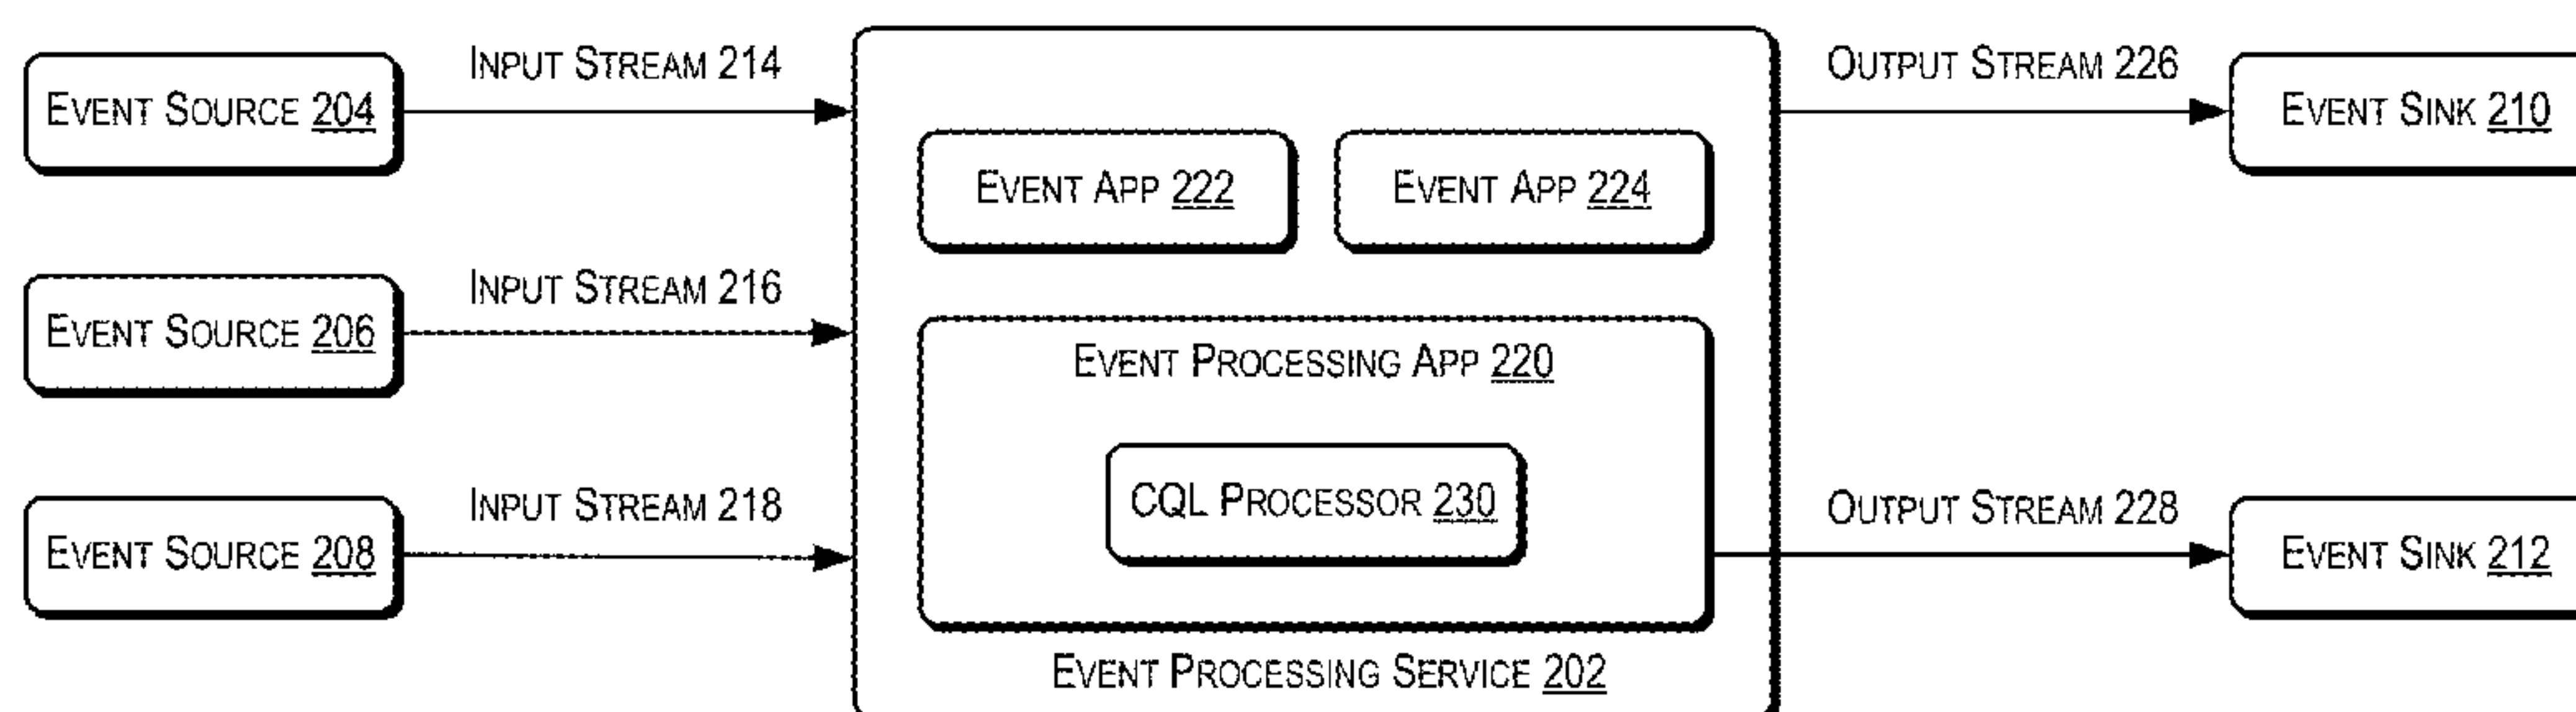 INPUT STREAM 214
OUTPUT STREAM 226
EVENT SOURCE 204
EVENT SINK 210
EVENT APP 222
EVENT APP 224
INPUT STREAM 216
EVENT SOURCE 206
EVENT PROCESSING APP 220
INPUT STREAM 218
CQL PROCESSOR 230
OUTPUT STREAM 228
EVENT SOURCE 208
EVENT SINK 212
EVENT PROCESSING SERVICE 202